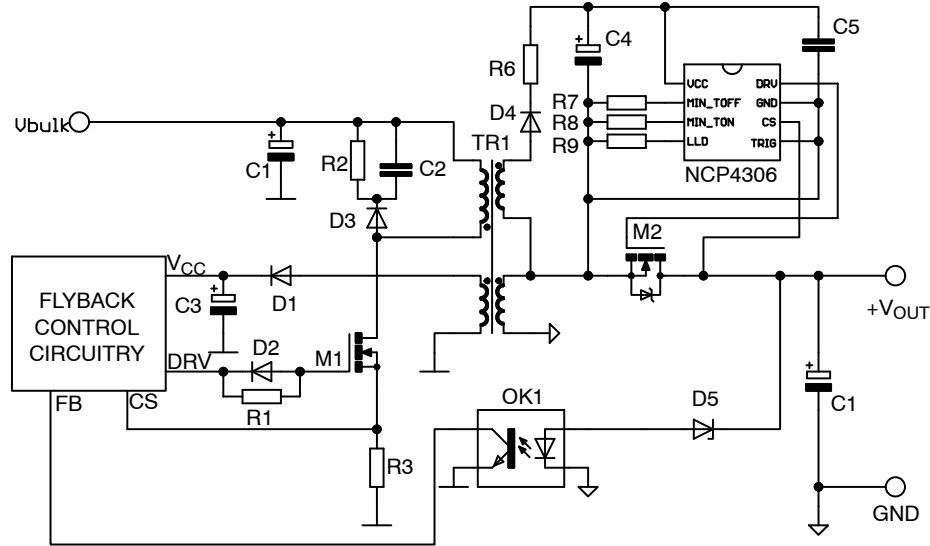 C4
C5
R6
VCC
DRV
R7
MIN_TOFF
GND
D4
R8
MIN_TON
CS
Vbulk
R9
LLD
TRIG
TR1
NCP4306
C1
R2
C2
D3
M2
VCC
FLYBACK
CONTROL
CIRCUITRY
C3
D1
+VOUT
DRV
D2
M1
R1
FB
CS
OK1
D5
C1
R3
GND